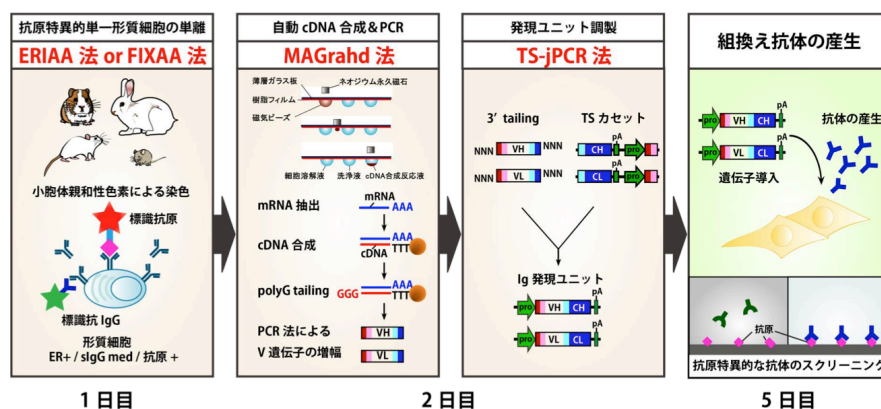 抗原特異的単一形質細胞の単離
ERIAA 法 or FIXAA 法
小胞体親和性色素による染色
標識抗原
標識抗 IgG
形質細胞
ER+ / sIgG med / 抗原 +
1 日目
自動 cDNA 合成＆PCR
MAGrahd 法
薄層ガラス板
ネオジウム永久磁石
樹脂フィルム
磁気ビーズ
細胞溶解液
洗浄液
cDNA合成反応液
mRNA 抽出
mRNA
AAA
cDNA 合成
AAA
TTT
cDNA
polyG tailing
GGG
AAA
TTT
PCR 法による
V 遺伝子の増幅
VH
VL
発現ユニット調製
TS-jPCR 法
3’ tailing
TS カセット
NNN
VH
NNN
CH
pA
pro
NNN
VL
NNN
CL
pA
pro
Ig 発現ユニット
pro
VH
CH
pA
pro
VL
CL
pA
2 日目
組換え抗体の産生
pro
VH
CH
pA
pro
VL
CL
pA
抗体の産生
遺伝子導入
抗原
抗原特異的な抗体のスクリーニング
5 日目